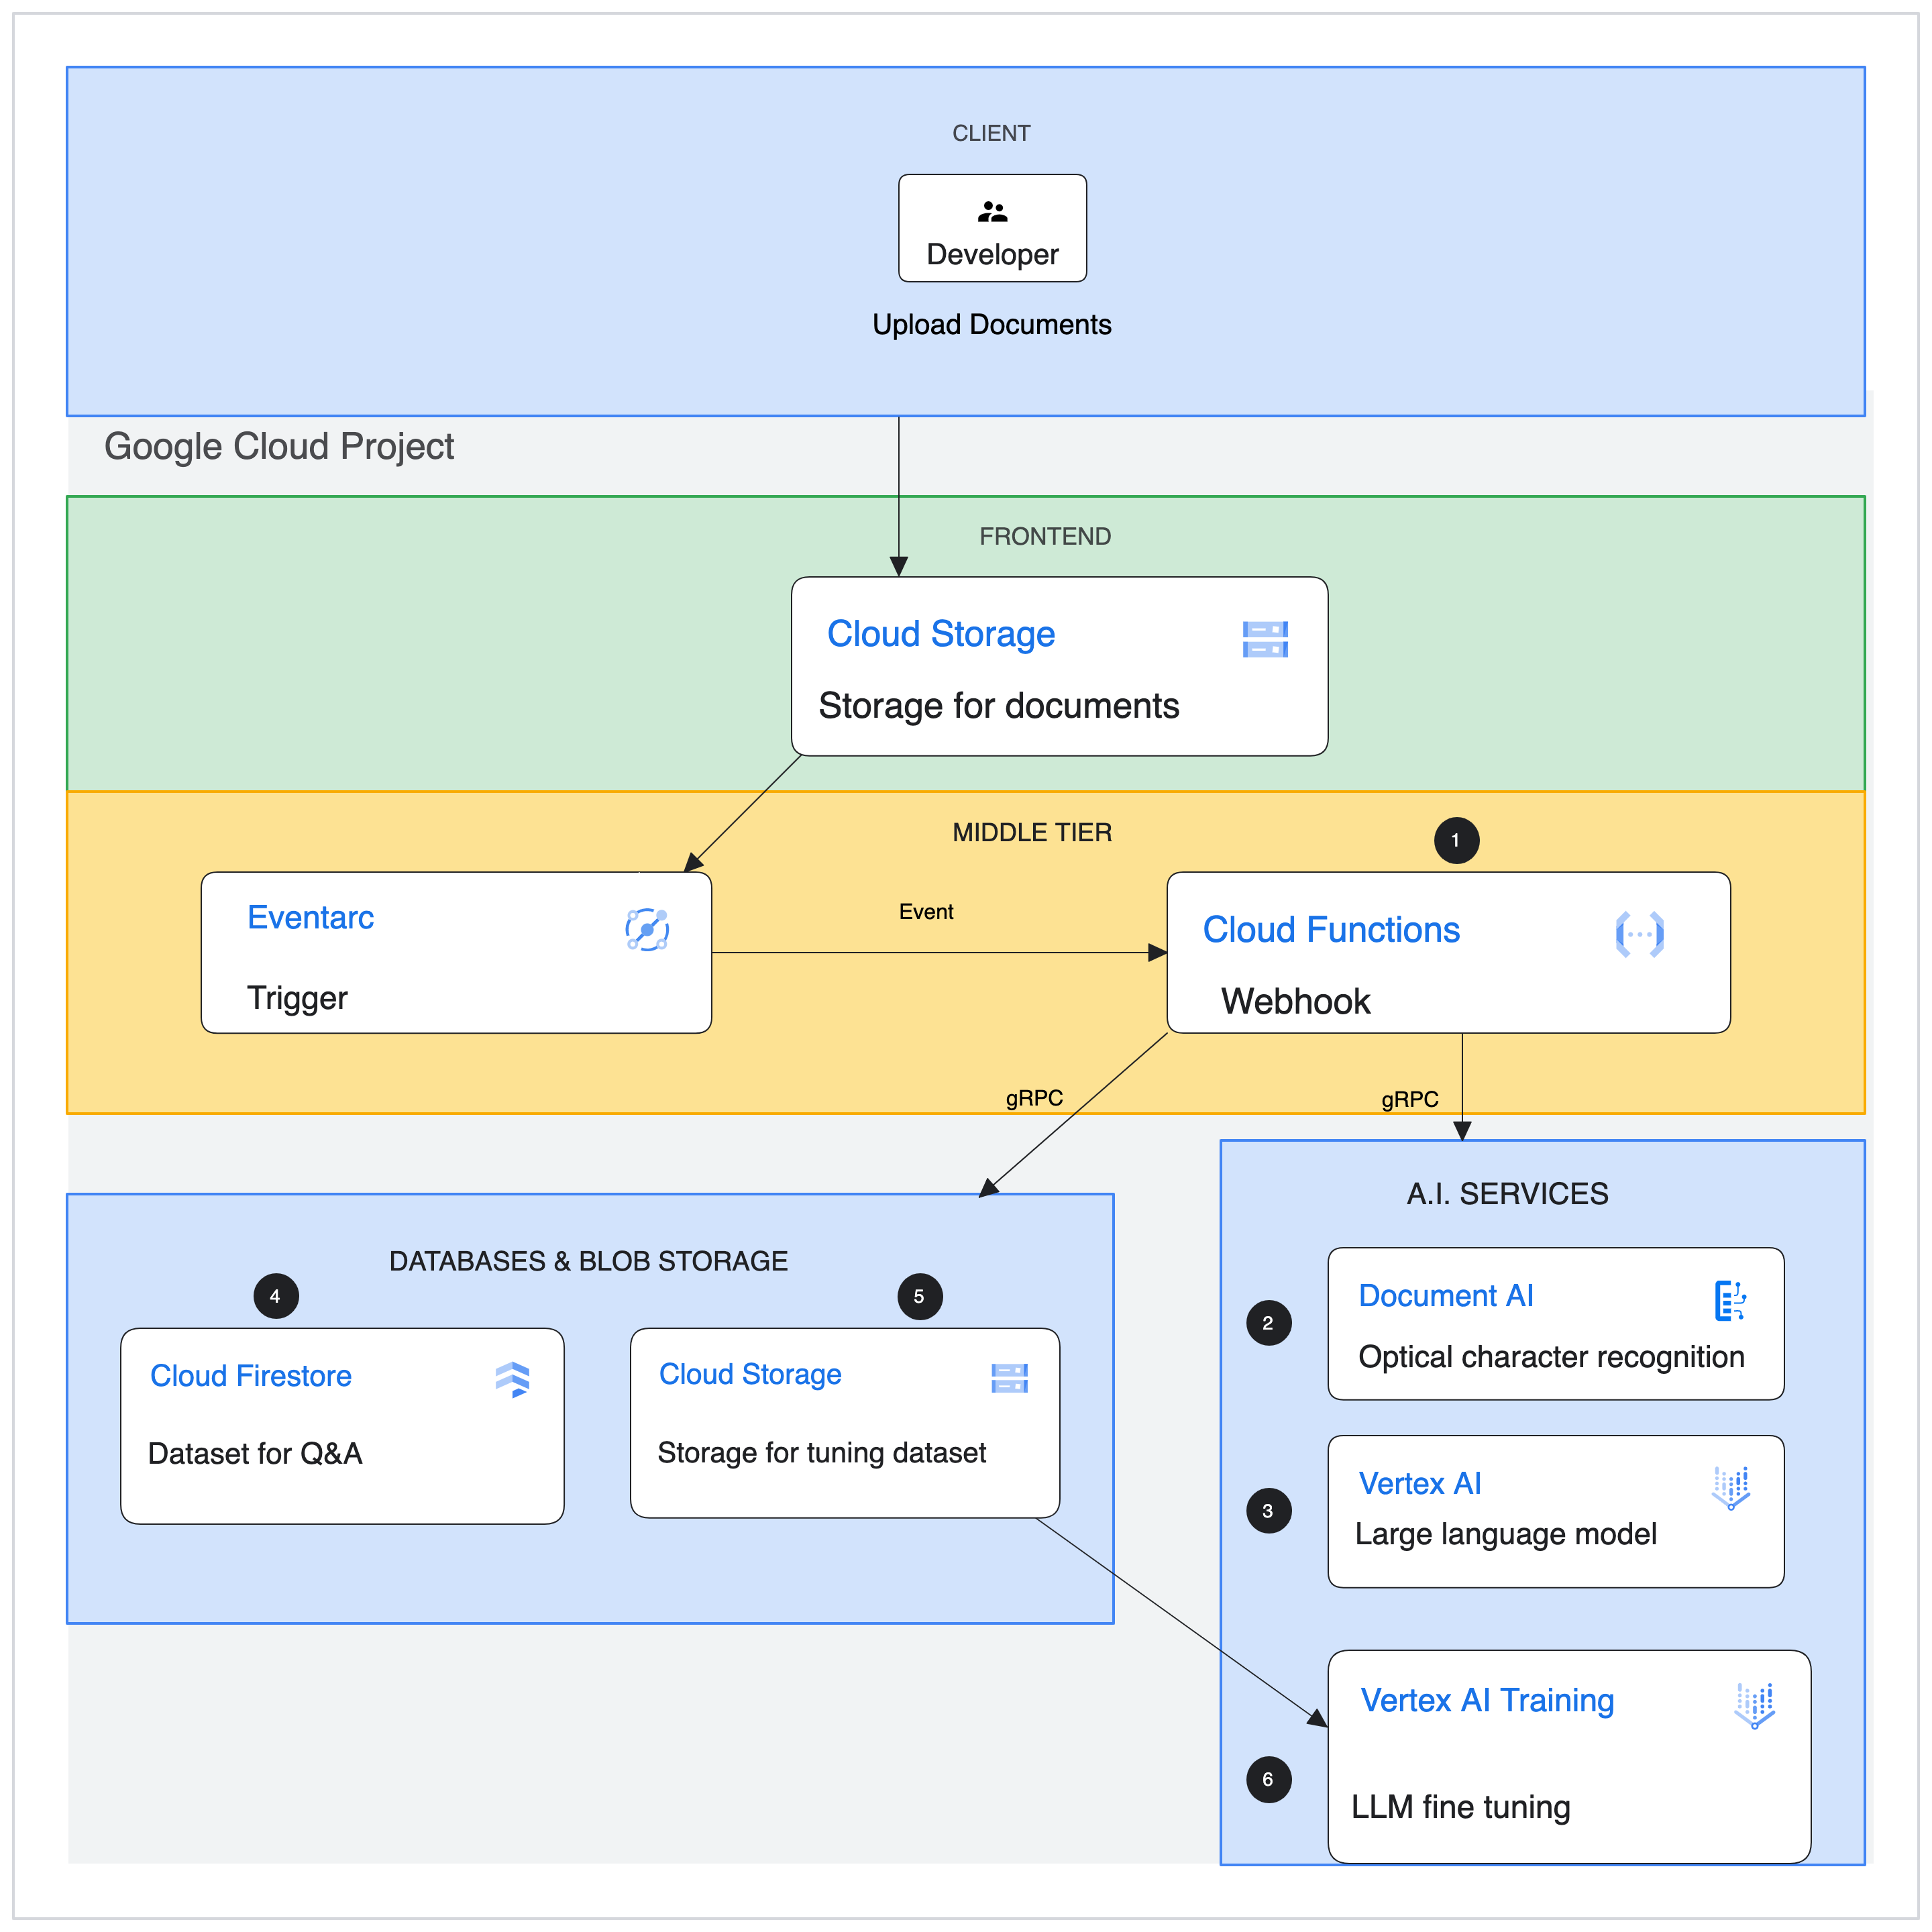 CLIENT
Developer
Upload Documents
Google Cloud Project
FRONTEND
Cloud Storage
Storage for documents
MIDDLE TIER
1
Eventarc
Trigger
Event
Cloud Functions
Webhook
gRPC
gRPC
DATABASES & BLOB STORAGE
4
5
Cloud Firestore
Dataset for Q&A
Cloud Storage
Storage for tuning dataset
A.I. SERVICES
2
Document AI
Optical character recognition
3
Vertex AI
Large language model
6
Vertex AI Training
LLM fine tuning